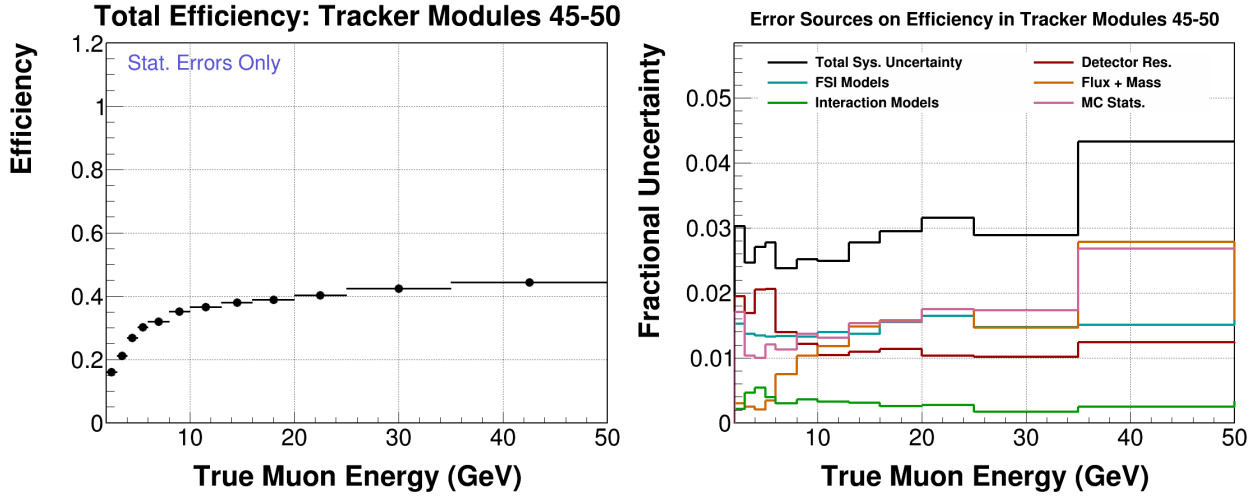 Total Efficiency: Tracker Modules 45-50
Efficiency
Stat. Errors Only
1.2
1
0.8
0.6
0.4
0.2
0
10
20
30
40
50
True Muon Energy (GeV)
Error Sources on Efficiency in Tracker Modules 45-50
Fractional Uncertainty
Total Sys. Uncertainty
FSI Models
Interaction Models
Detector Res.
Flux + Mass
MC Stats.
0.05
0.04
0.03
0.02
0.01
0
10
20
30
40
50
True Muon Energy (GeV)